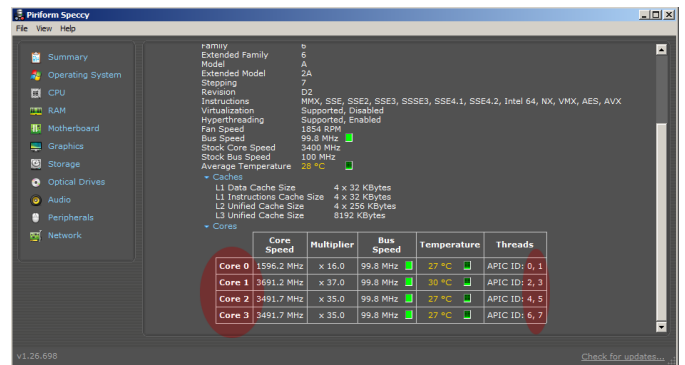 Piriform Speccy
File View Help
Summary
Operating System
CPU
RAM
Motherboard
Graphics
Storage
Optical Drives
Audio
Peripherals
Network
Family 6
Extended Family 6
Model A
Extended Model 2A
Stepping 7
Revision D2
Instructions MMX, SSE, SSE2, SSE3, SSSE3, SSE4.1, SSE4.2, Intel 64, NX, VMX, AES, AVX
Virtualization Supported, Disabled
Hyperthreading Supported, Enabled
Fan Speed 1854 RPM
Bus Speed 99.8 MHz
Stock Core Speed 3400 MHz
Stock Bus Speed 100 MHz
Average Temperature 28 °C
Caches
L1 Data Cache Size 4 x 32 KBytes
L1 Instructions Cache Size 4 x 32 KBytes
L2 Unified Cache Size 4 x 256 KBytes
L3 Unified Cache Size 8192 KBytes
Cores
Core Speed Multiplier Bus Speed Temperature Threads
Core 0 1596.2 MHz x 16.0 99.8 MHz 27 °C APIC ID: 0, 1
Core 1 3691.2 MHz x 37.0 99.8 MHz 30 °C APIC ID: 2, 3
Core 2 3491.7 MHz x 35.0 99.8 MHz 27 °C APIC ID: 4, 5
Core 3 3491.7 MHz x 35.0 99.8 MHz 27 °C APIC ID: 6, 7
v1.26.698
Check for updates...